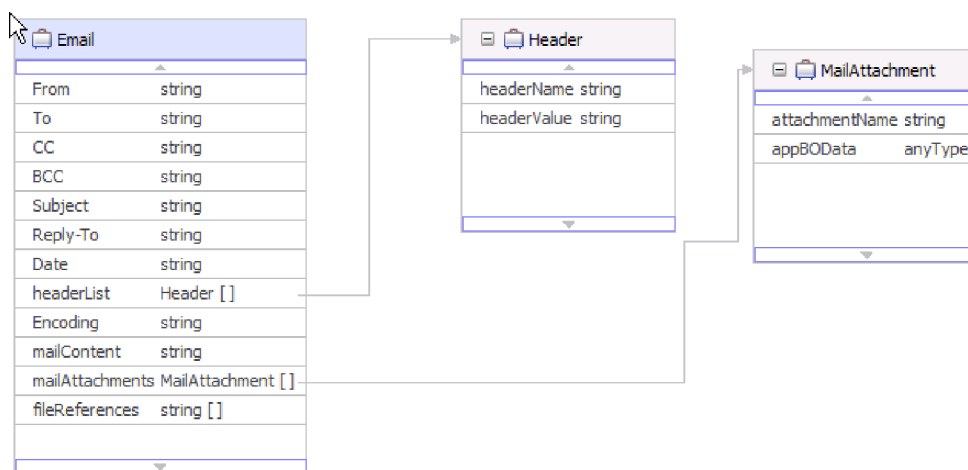 Email
From string
To string
CC string
BCC string
Subject string
Reply-To string
Date string
headerList Header [ ]
Encoding string
mailContent string
mailAttachments MailAttachment [ ]
fileReferences string [ ]
Header
headerName string
headerValue string
MailAttachment
attachmentName string
appBOData anyType